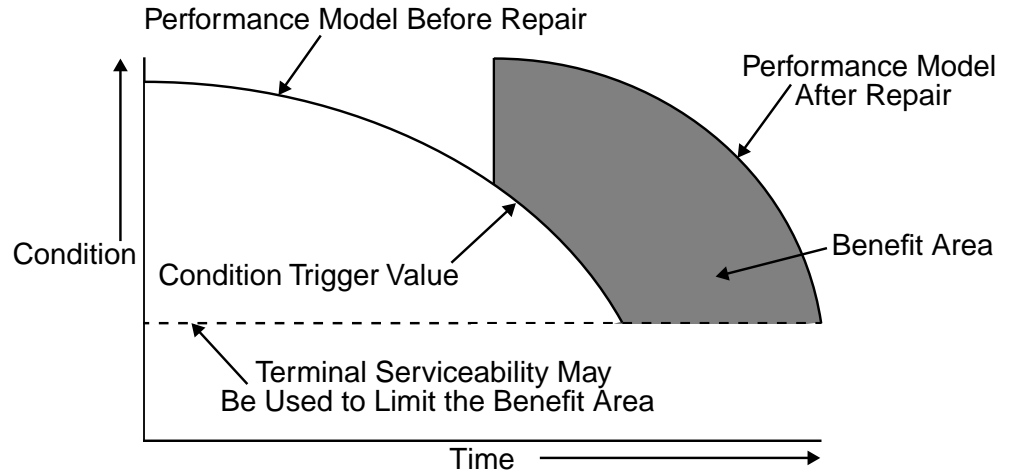 Performance Model Before Repair
Performance Model
After Repair
Condition
Benefit Area
Condition Trigger Value
Terminal Serviceability May
Be Used to Limit the Benefit Area
Time